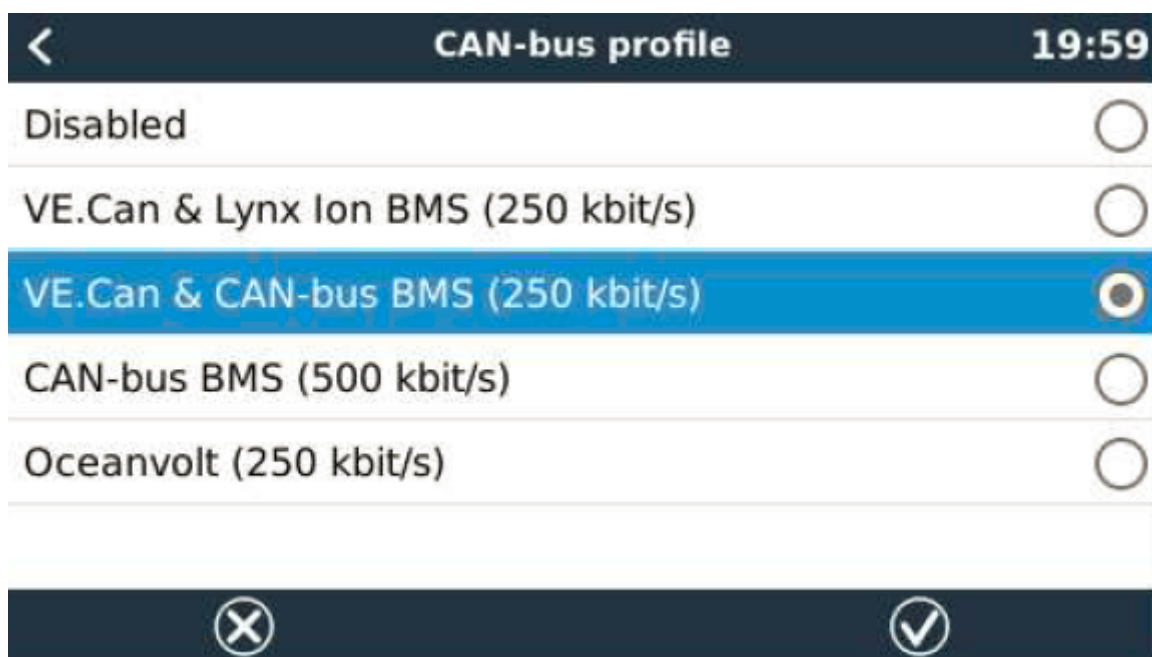 CAN-bus profile 19:59
Disabled
VE.Can & Lynx Ion BMS (250 kbit/s)
VE.Can & CAN-bus BMS (250 kbit/s)
CAN-bus BMS (500 kbit/s)
Oceanvolt (250 kbit/s)